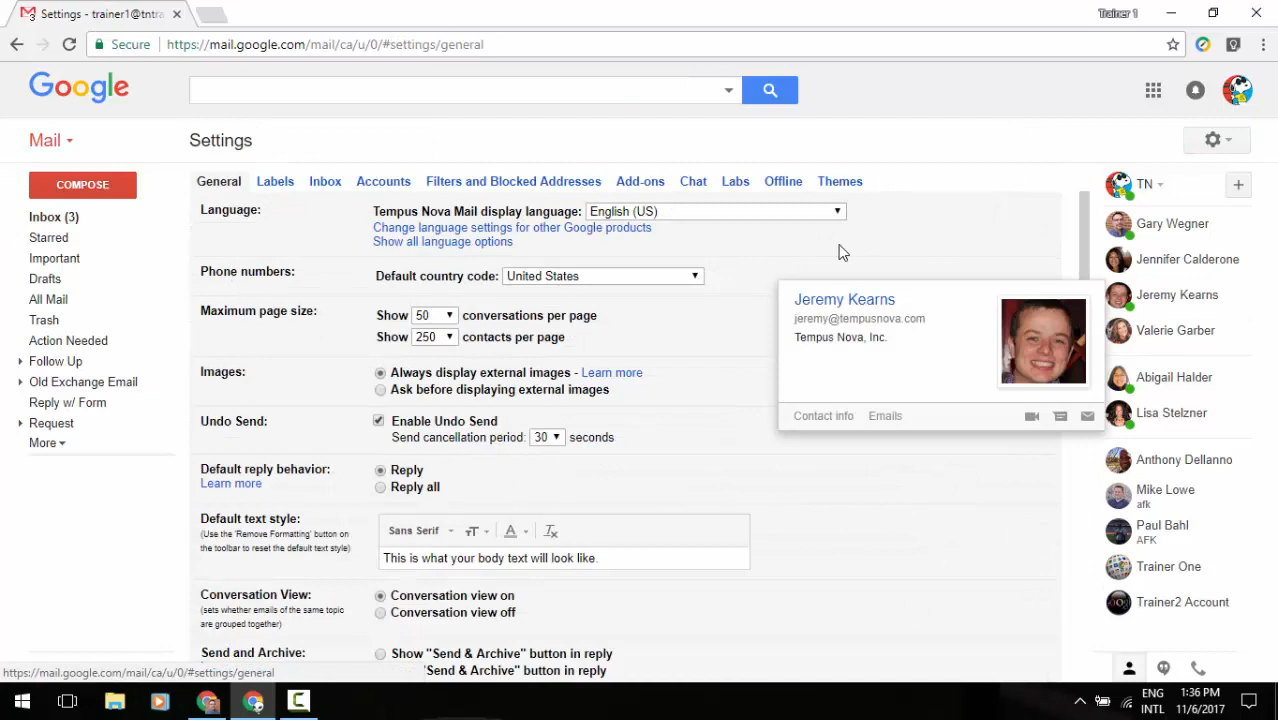 Settings - trainer1@tntra
Trainer 1
Secure
https://mail.google.com/mail/ca/u/0/#settings/general
Google
Mail
Settings
COMPOSE
Inbox (3)
Starred
Important
Drafts
All Mail
Trash
Action Needed
Follow Up
Old Exchange Email
Reply w/ Form
Request
More
General Labels Inbox Accounts Filters and Blocked Addresses Add-ons Chat Labs Offline Themes
Language:
Tempus Nova Mail display language: English (US)
Change language settings for other Google products
Show all language options
Phone numbers:
Default country code: United States
Maximum page size:
Show 50 conversations per page
Show 250 contacts per page
Images:
Always display external images - Learn more
Ask before displaying external images
Undo Send:
Enable Undo Send
Send cancellation period: 30 seconds
Default reply behavior:
Learn more
Reply
Reply all
Default text style:
(Use the 'Remove Formatting' button on
the toolbar to reset the default text style)
Sans Serif
This is what your body text will look like.
Conversation View:
(sets whether emails of the same topic
are grouped together)
Conversation view on
Conversation view off
Send and Archive:
Show "Send & Archive" button in reply
"Send & Archive" button in reply
Jeremy Kearns
jeremy@tempusnova.com
Tempus Nova, Inc.
Contact info Emails
TN
Gary Wegner
Jennifer Calderone
Jeremy Kearns
Valerie Garber
Abigail Halder
Lisa Stelzner
Anthony Dellanno
Mike Lowe
afk
Paul Bahl
AFK
Trainer One
Trainer2 Account
https://mail.google.com/mail/ca/u/0/#settings/general
ENG
INTL
1:36 PM
11/6/2017